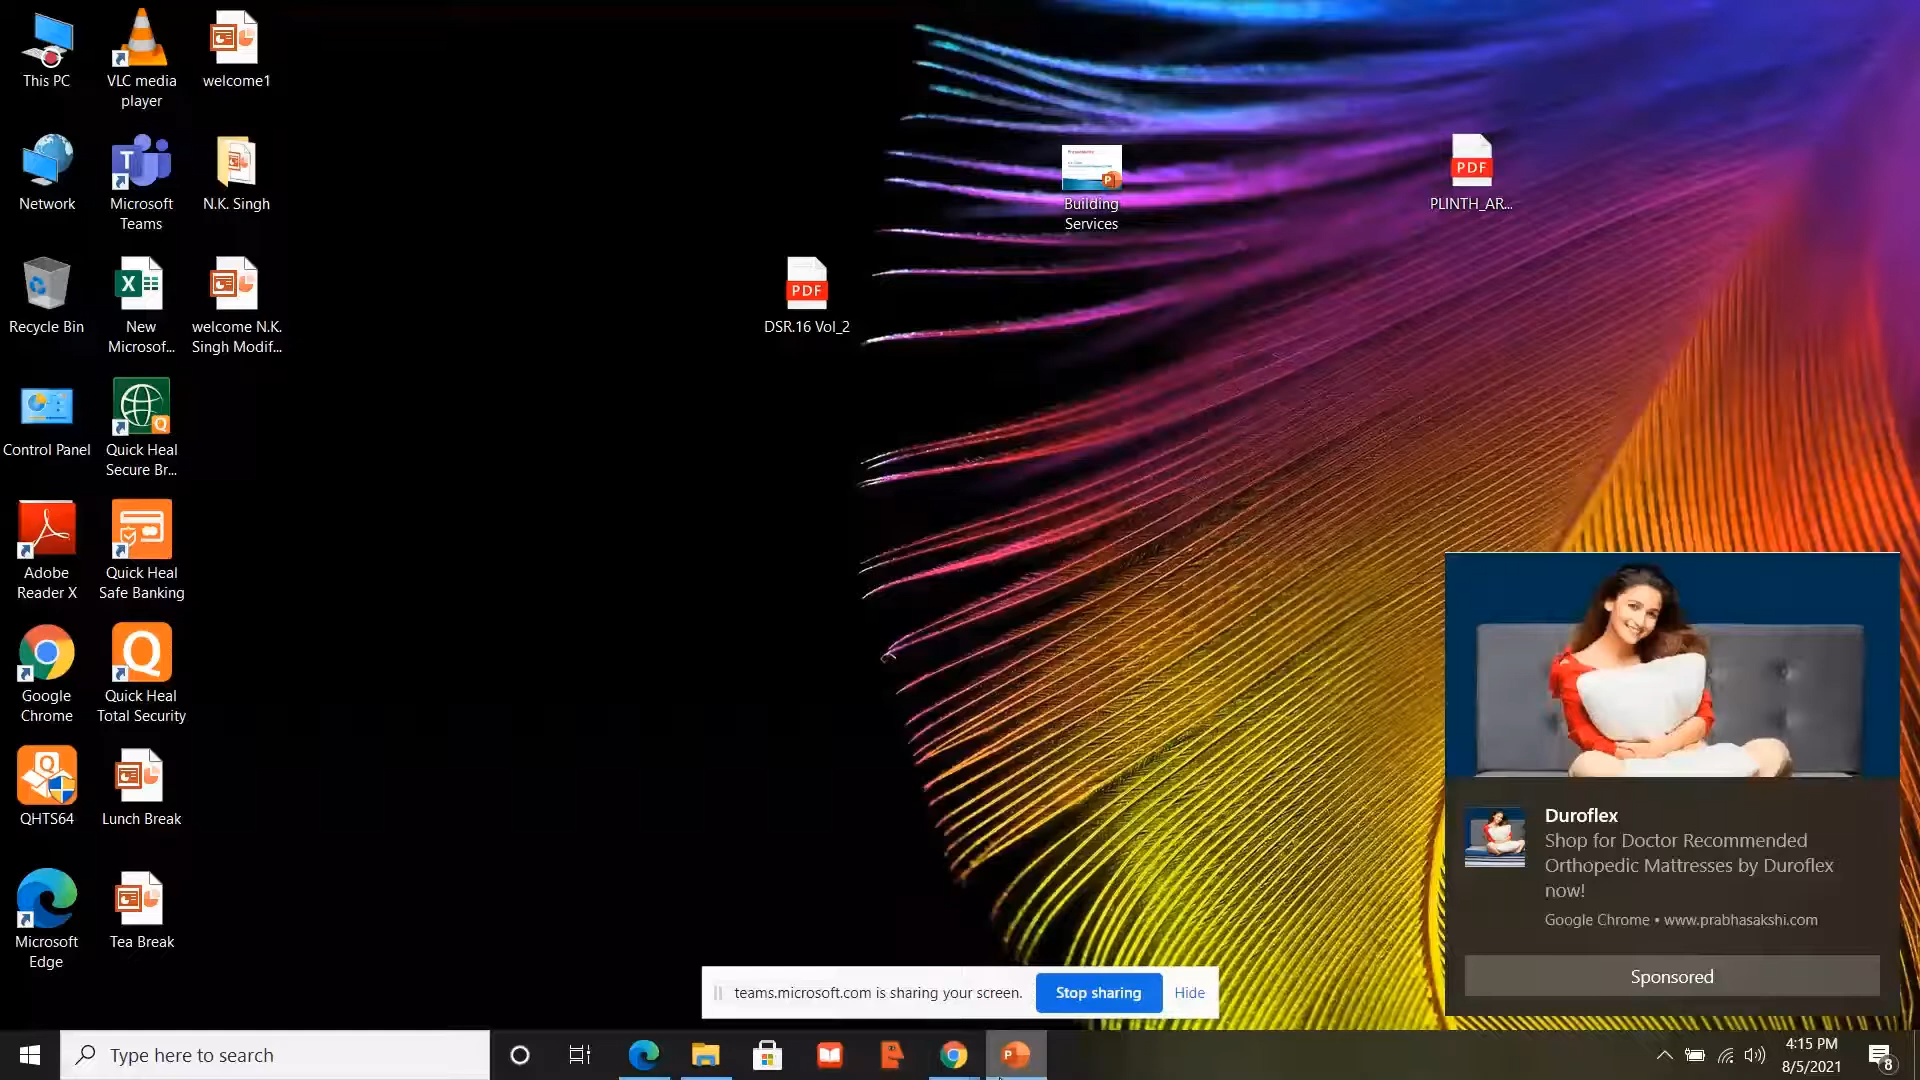 This PC
VLC media
player
welcome1
Network
Microsoft
Teams
N.K. Singh
Building
Services
PDF
PLINTH_AR...
Recycle Bin
New
Microsof...
welcome N.K.
Singh Modif...
PDF
DSR.16 Vol_2
Control Panel
Quick Heal
Secure Br...
Adobe
Reader X
Quick Heal
Safe Banking
Google
Chrome
Quick Heal
Total Security
QHTS64
Lunch Break
Microsoft
Edge
Tea Break
Duroflex
Shop for Doctor Recommended
Orthopedic Mattresses by Duroflex
now!
Google Chrome • www.prabhasakshi.com
Sponsored
teams.microsoft.com is sharing your screen.
Stop sharing
Hide
Type here to search
4:15 PM
8/5/2021
8